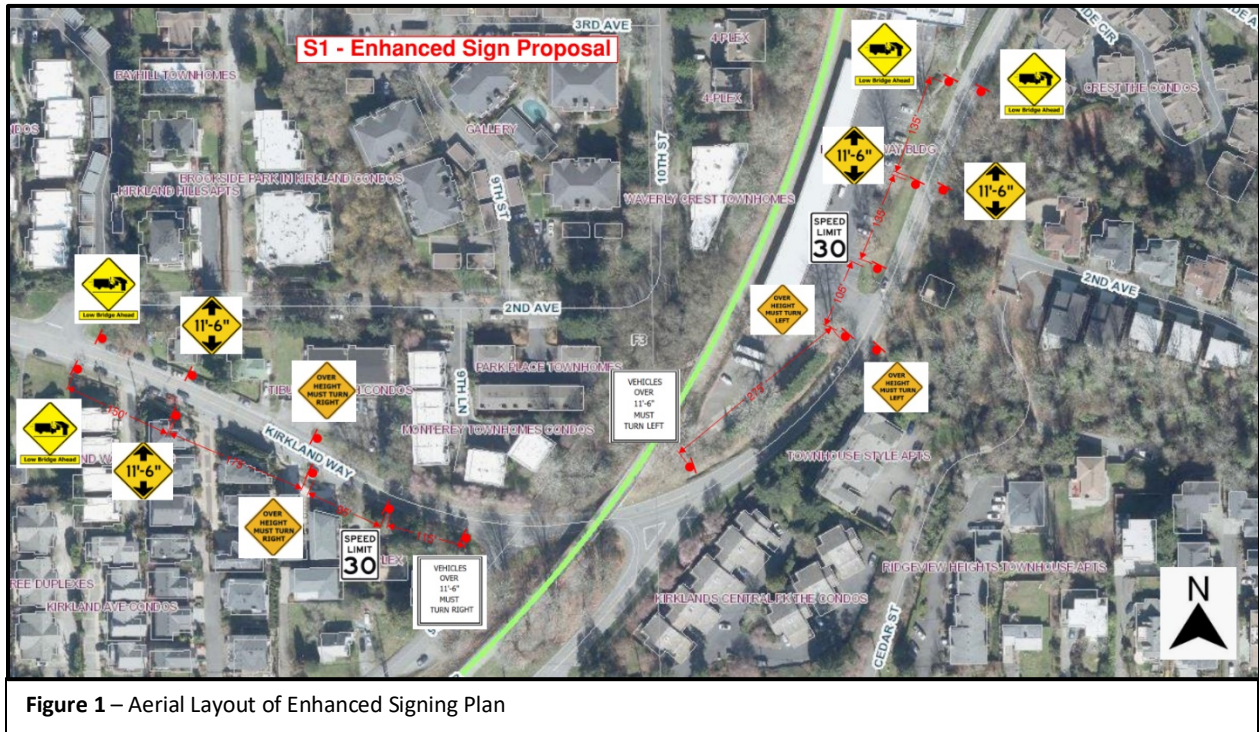 S1 - Enhanced Sign Proposal
3RD AVE
4-PLEX
BAYHILL TOWNHOMES
Low Bridge Ahead
Low Bridge Ahead
CREST THE CONDOS
4-PLEX
GALLERY
10TH ST
135'
11'-6"
BROOKSIDE PARK IN KIRKLAND CONDOS
KIRKLAND HILLS APTS
9TH ST
WAVERLY CREST TOWNHOMES
11'-6"
SPEED
LIMIT
30
135'
2ND AVE
Low Bridge Ahead
11'-6"
2ND AVE
105'
OVER
HEIGHT
MUST TURN
LEFT
F3
PARK PLACE TOWNHOMES
OVER
HEIGHT
MUST TURN
RIGHT
9TH LN
VEHICLES
OVER
11'-6"
MUST
TURN LEFT
OVER
HEIGHT
MUST TURN
LEFT
150'
Low Bridge Ahead
11'-6"
KIRKLAND WAY
MONTEREY TOWNHOMES CONDOS
TOWNHOUSE STYLE APTS
OVER
HEIGHT
MUST TURN
RIGHT
SPEED
LIMIT
30
VEHICLES
OVER
11'-6"
MUST
TURN RIGHT
KIRKLAND AVE CONDOS
KIRKLANDS CENTRAL PK THE CONDOS
RIDGEVIEW HEIGHTS TOWNHOUSE APTS
CEDAR ST
N
Figure 1 – Aerial Layout of Enhanced Signing Plan